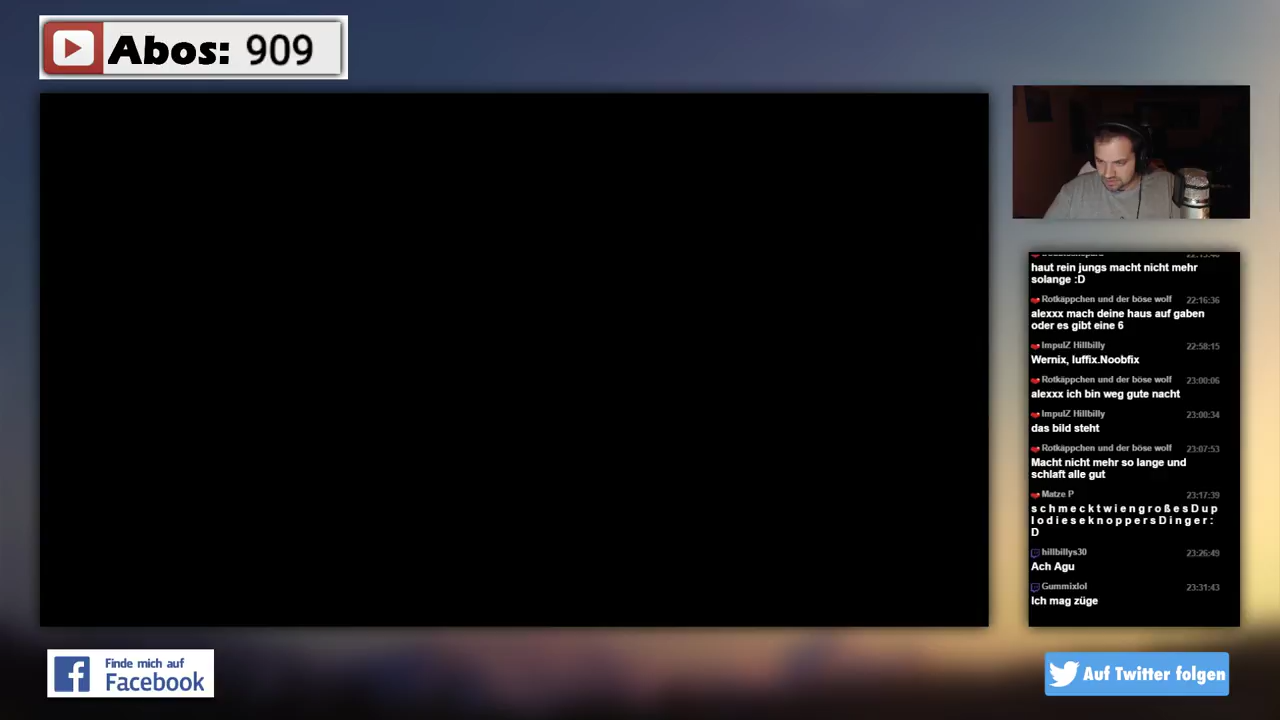 Abos: 909
haut rein jungs macht nicht mehr
solange :D
Rotkäppchen und der böse wolf 22:16:36
alexxx mach deine haus auf gaben
oder es gibt eine 6
ImpulZ Hillbilly 22:58:15
Wernix, luffix.Noobfix
Rotkäppchen und der böse wolf 23:00:06
alexxx ich bin weg gute nacht
ImpulZ Hillbilly 23:00:34
das bild steht
Rotkäppchen und der böse wolf 23:07:53
Macht nicht mehr so lange und
schlaft alle gut
Matze P 23:17:39
s c h m e c k t w i e n g r o ß e s D u p
l o d i e s e k n o p p e r s D i n g e r :
D
hillbillys30 23:26:49
Ach Agu
Gummixlol 23:31:43
Ich mag züge
Finde mich auf
Facebook
Auf Twitter folgen